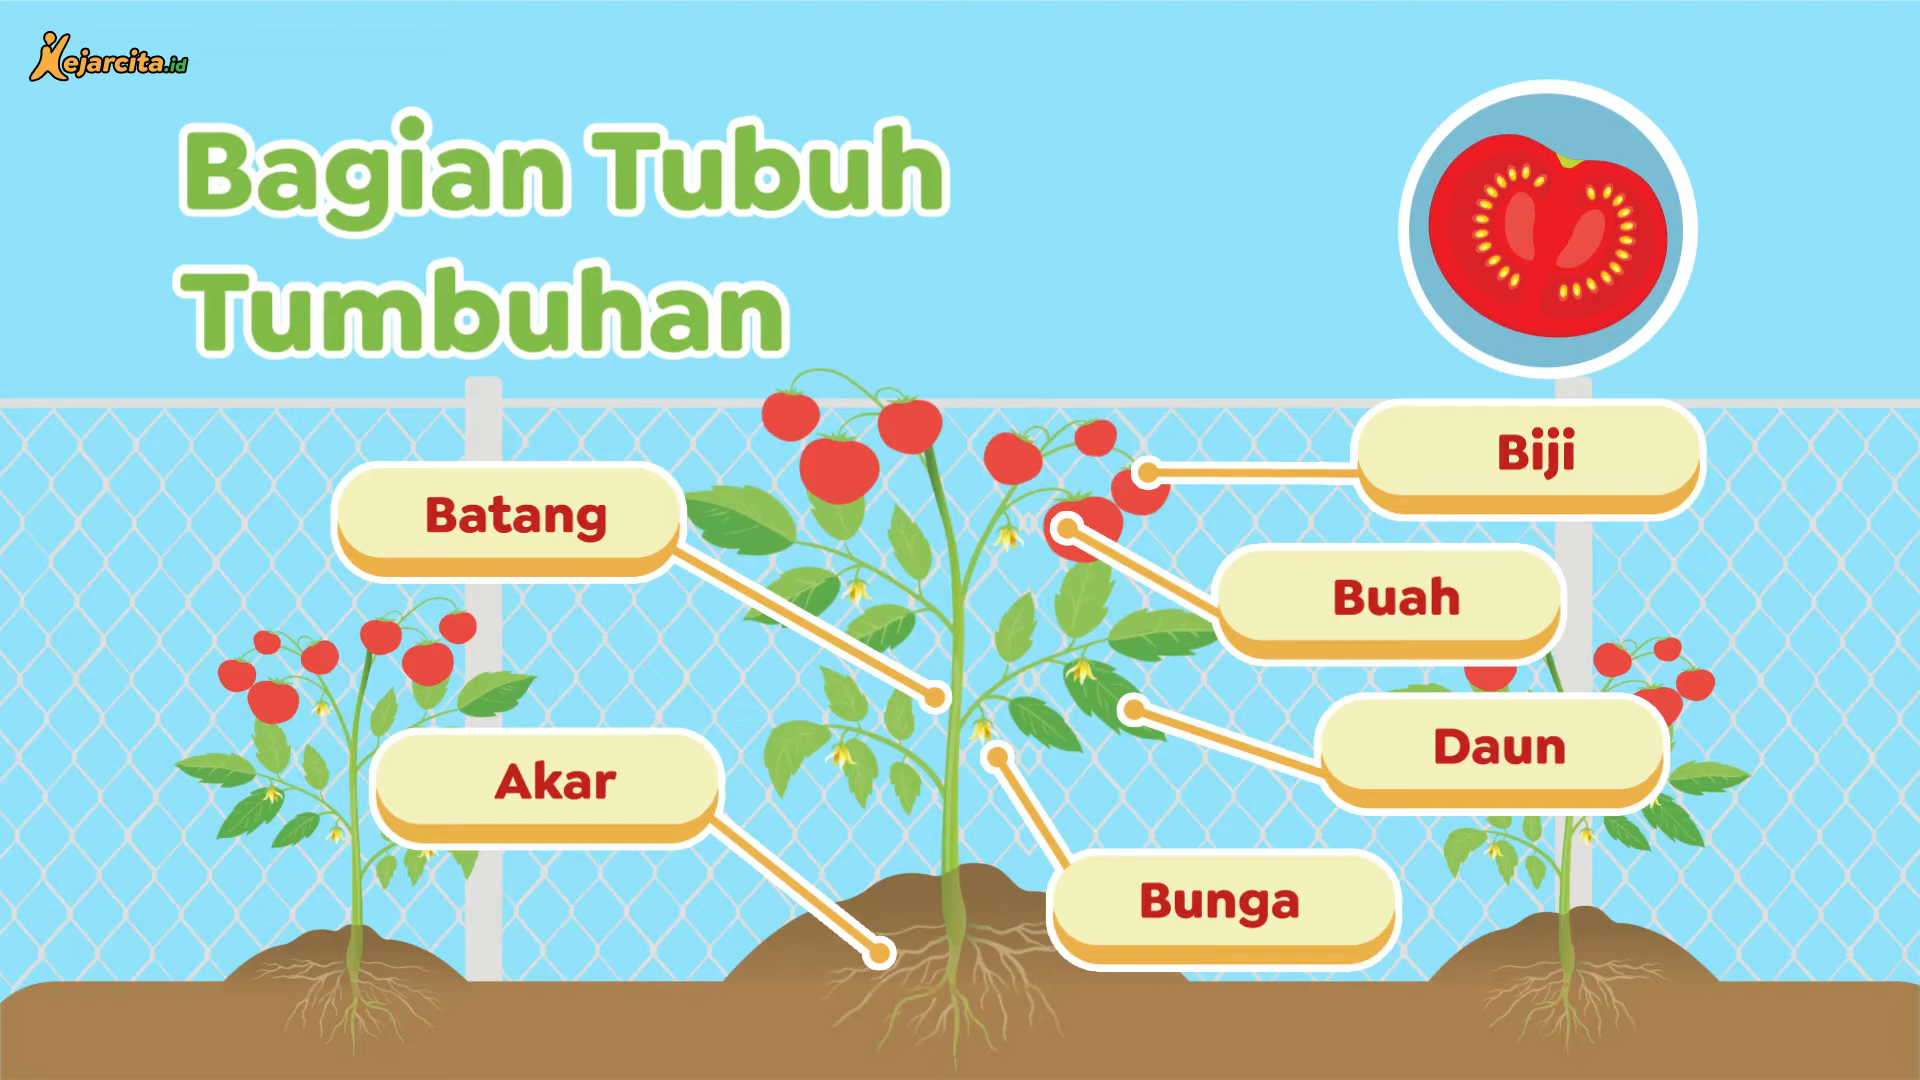 Kejarcita.id
Bagian Tubuh
Tumbuhan
Biji
Batang
Buah
Daun
Akar
Bunga